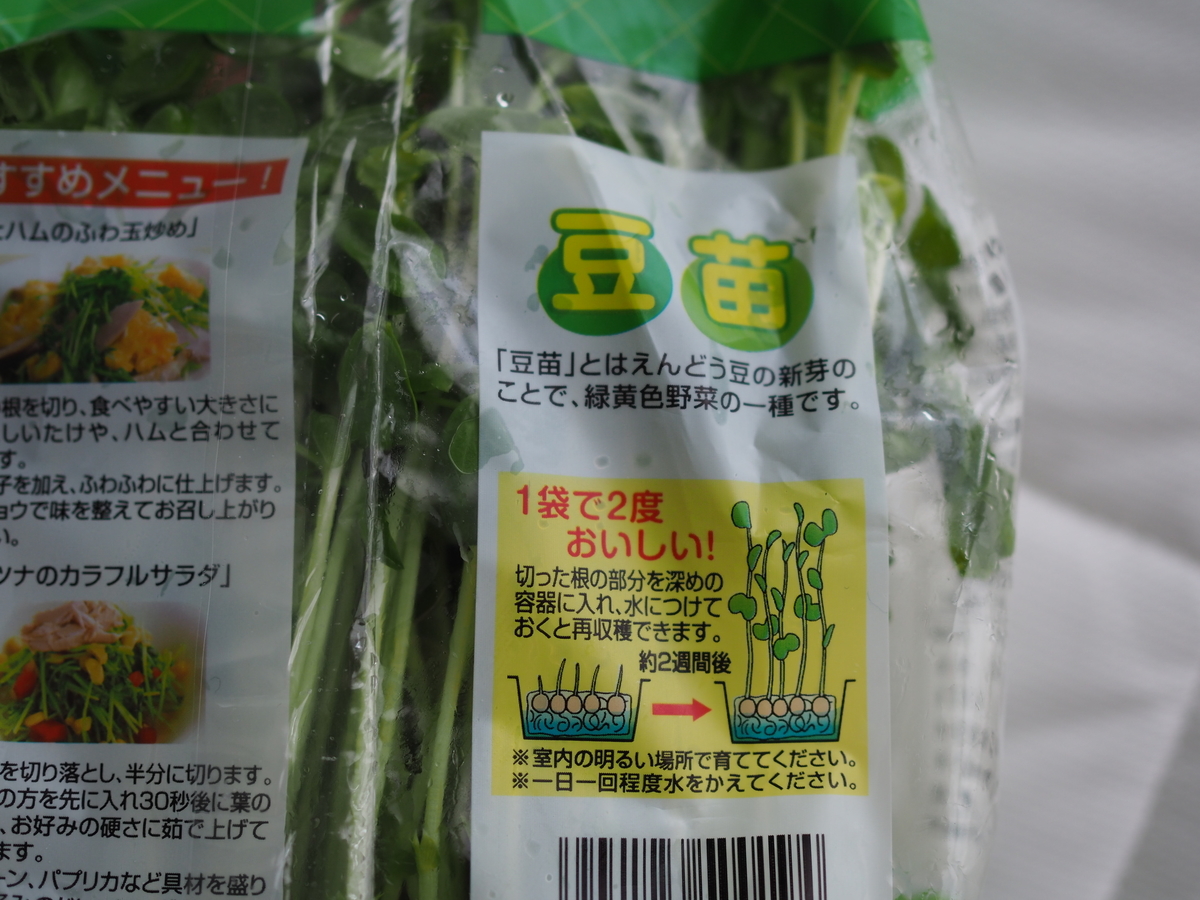 すすめメニュー!
ハムのふわ玉炒め」
根を切り、食べやすい大きさに
しいたけや、ハムと合わせて
す。
子を加え、ふわふわに仕上げます。
ョウで味を整えてお召し上がり
い。
ツナのカラフルサラダ」
を切り落とし、半分に切ります。
の方を先に入れ30秒後に葉の
、お好みの硬さに茹で上げて
ます。
ーン、パプリカなど具材を盛り
豆苗
「豆苗」とはえんどう豆の新芽の
ことで、緑黄色野菜の一種です。
1袋で2度
おいしい!
切った根の部分を深めの
容器に入れ、水につけて
おくと再収穫できます。
約2週間後
※室内の明るい場所で育ててください。
※一日一回程度水をかえてください。